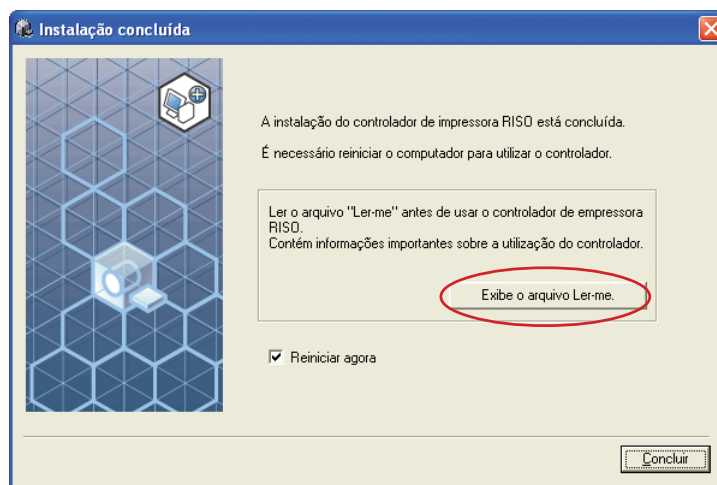 Instalação concluída
A instalação do controlador de impressora RISO está concluída.
É necessário reiniciar o computador para utilizar o controlador.
Ler o arquivo "Ler-me" antes de usar o controlador de empressora
RISO.
Contém informações importantes sobre a utilização do controlador.
Exibe o arquivo Ler-me.
Reiniciar agora
Concluir